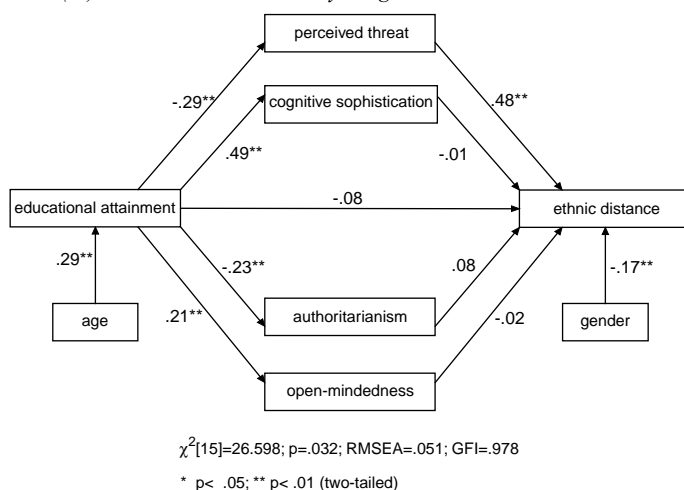 perceived threat
-.29**
cognitive sophistication
.48**
.49**
-.01
educational attainment
-.08
ethnic distance
.29**
-.23**
.08
-.17**
age
.21**
authoritarianism
-.02
gender
open-mindedness
χ²[15]=26.598; p=.032; RMSEA=.051; GFI=.978
* p< .05; ** p< .01 (two-tailed)